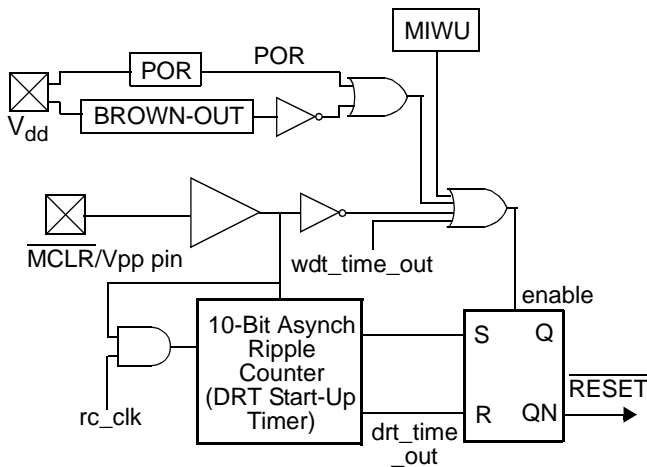 MIWU
POR
POR
BROWN-OUT
Vdd
MCLR/Vpp pin
wdt_time_out
enable
10-Bit Asynch
Ripple
Counter
(DRT Start-Up
Timer)
rc_clk
S Q
R QN
RESET
drt_time
_out